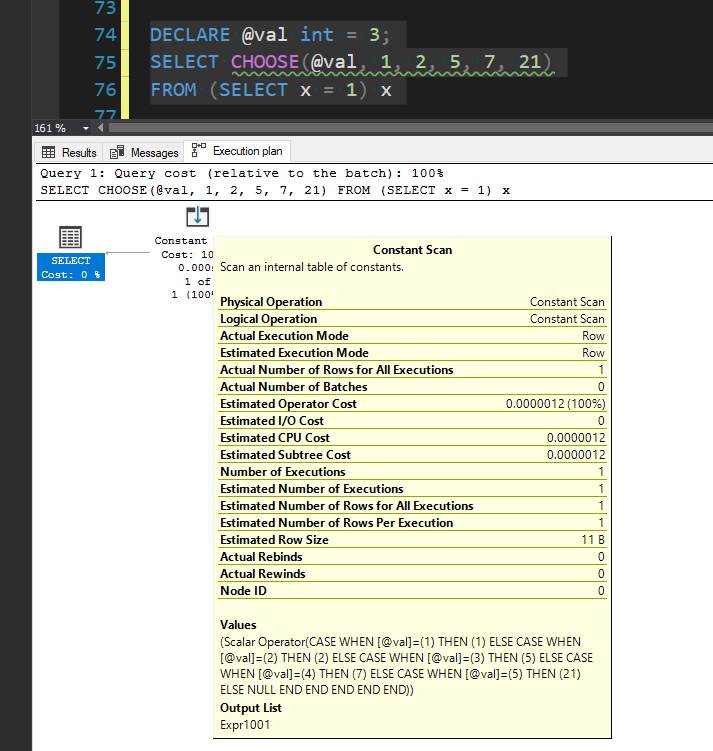 73
74 DECLARE @val int = 3;
75 SELECT CHOOSE(@val, 1, 2, 5, 7, 21)
76 FROM (SELECT x = 1) x
77
161 %
Results Messages Execution plan
Query 1: Query cost (relative to the batch): 100%
SELECT CHOOSE(@val, 1, 2, 5, 7, 21) FROM (SELECT x = 1) x
SELECT
Cost: 0 %
Constant
Cost: 10
0.000
1 of
1 (100
Constant Scan
Scan an internal table of constants.
Physical Operation Constant Scan
Logical Operation Constant Scan
Actual Execution Mode Row
Estimated Execution Mode Row
Actual Number of Rows for All Executions 1
Actual Number of Batches 0
Estimated Operator Cost 0.0000012 (100%)
Estimated I/O Cost 0
Estimated CPU Cost 0.0000012
Estimated Subtree Cost 0.0000012
Number of Executions 1
Estimated Number of Executions 1
Estimated Number of Rows for All Executions 1
Estimated Number of Rows Per Execution 1
Estimated Row Size 11 B
Actual Rebinds 0
Actual Rewinds 0
Node ID 0
Values
(Scalar Operator(CASE WHEN [@val]=(1) THEN (1) ELSE CASE WHEN
[@val]=(2) THEN (2) ELSE CASE WHEN [@val]=(3) THEN (5) ELSE CASE
WHEN [@val]=(4) THEN (7) ELSE CASE WHEN [@val]=(5) THEN (21)
ELSE NULL END END END END END))
Output List
Expr1001